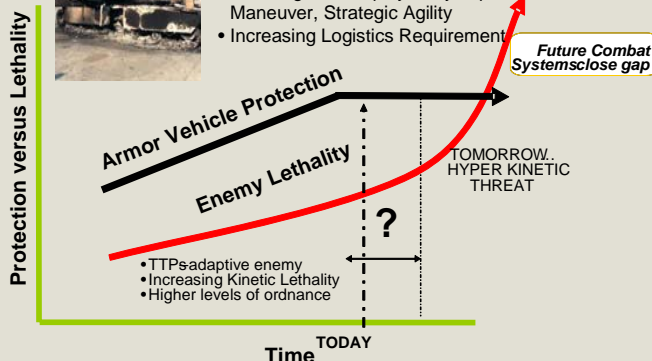 Maneuver, Strategic Agility
• Increasing Logistics Requirement
Future Combat
Systemsclose gap
Protection versus Lethality
Armor Vehicle Protection
Enemy Lethality
TOMORROW..
HYPER KINETIC
THREAT
?
•TTPs-adaptive enemy
•Increasing Kinetic Lethality
•Higher levels of ordnance
TODAY
Time